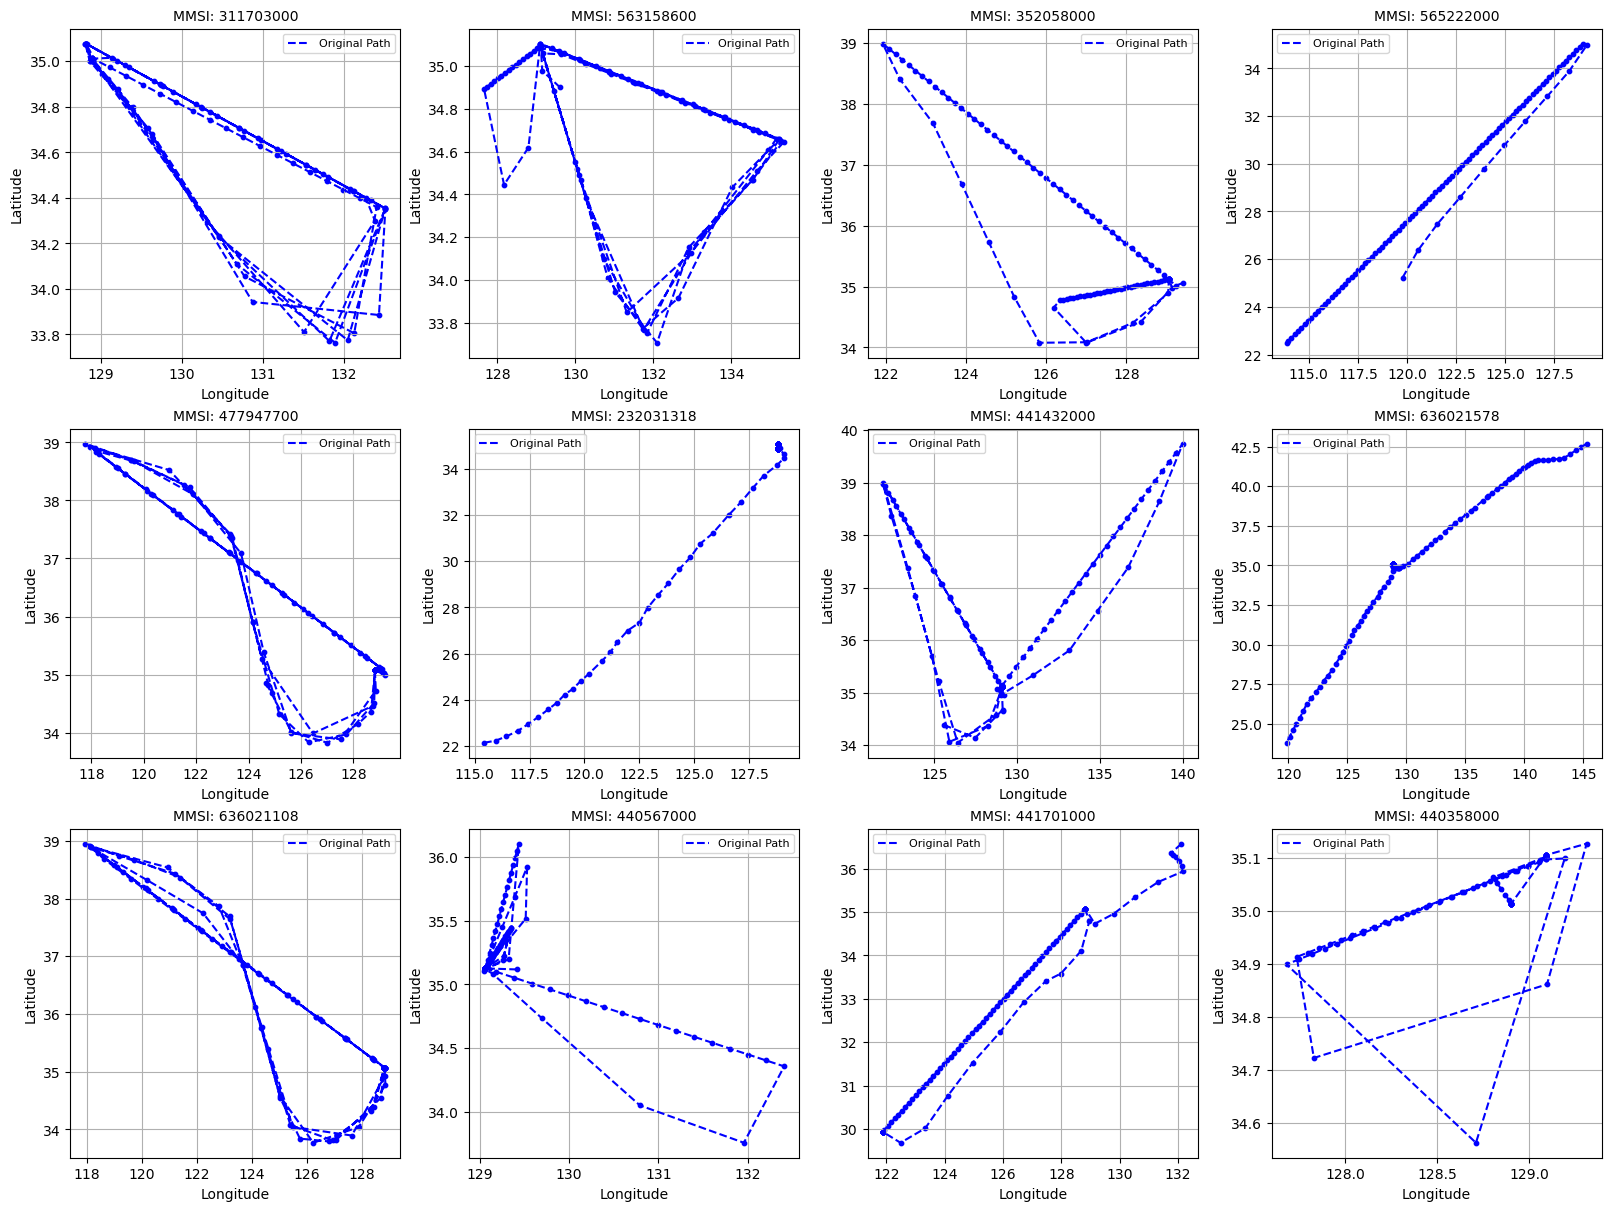 MMSI: 311703000
Original Path
35.0
34.8
34.6
34.4
34.2
34.0
33.8
Latitude
129
130
131
132
Longitude
MMSI: 563158600
Original Path
35.0
34.8
34.6
34.4
34.2
34.0
33.8
Latitude
128
130
132
134
Longitude
MMSI: 352058000
Original Path
39
38
37
36
35
34
Latitude
122
124
126
128
Longitude
MMSI: 565222000
Original Path
34
32
30
28
26
24
22
Latitude
115.0
117.5
120.0
122.5
125.0
127.5
Longitude
MMSI: 477947700
Original Path
39
38
37
36
35
34
Latitude
118
120
122
124
126
128
Longitude
MMSI: 232031318
Original Path
34
32
30
28
26
24
22
Latitude
115.0
117.5
120.0
122.5
125.0
127.5
Longitude
MMSI: 441432000
Original Path
40
39
38
37
36
35
34
Latitude
125
130
135
140
Longitude
MMSI: 636021578
Original Path
42.5
40.0
37.5
35.0
32.5
30.0
27.5
25.0
Latitude
120
125
130
135
140
145
Longitude
MMSI: 636021108
Original Path
39
38
37
36
35
34
Latitude
118
120
122
124
126
128
Longitude
MMSI: 440567000
Original Path
36.0
35.5
35.0
34.5
34.0
Latitude
129
130
131
132
Longitude
MMSI: 441701000
Original Path
36
35
34
33
32
31
30
Latitude
122
124
126
128
130
132
Longitude
MMSI: 440358000
Original Path
35.1
35.0
34.9
34.8
34.7
34.6
Latitude
128.0
128.5
129.0
Longitude